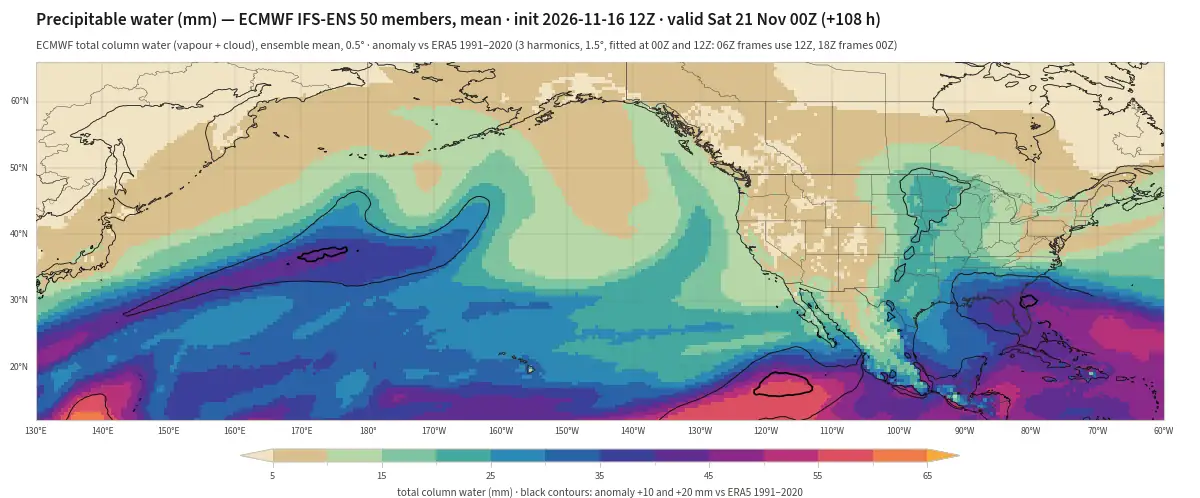 Precipitable water (mm) — ECMWF IFS-ENS 50 members, mean · init 2026-11-16 12Z · valid Sat 21 Nov 00Z (+108 h)
ECMWF total column water (vapour + cloud), ensemble mean, 0.5° · anomaly vs ERA5 1991–2020 (3 harmonics, 1.5°, fitted at 00Z and 12Z: 06Z frames use 12Z, 18Z frames 00Z)
60°N
50°N
40°N
30°N
20°N
130°E 140°E 150°E 160°E 170°E 180° 170°W 160°W 150°W 140°W 130°W 120°W 110°W 100°W 90°W 80°W 70°W 60°W
5 15 25 35 45 55 65
total column water (mm) · black contours: anomaly +10 and +20 mm vs ERA5 1991–2020